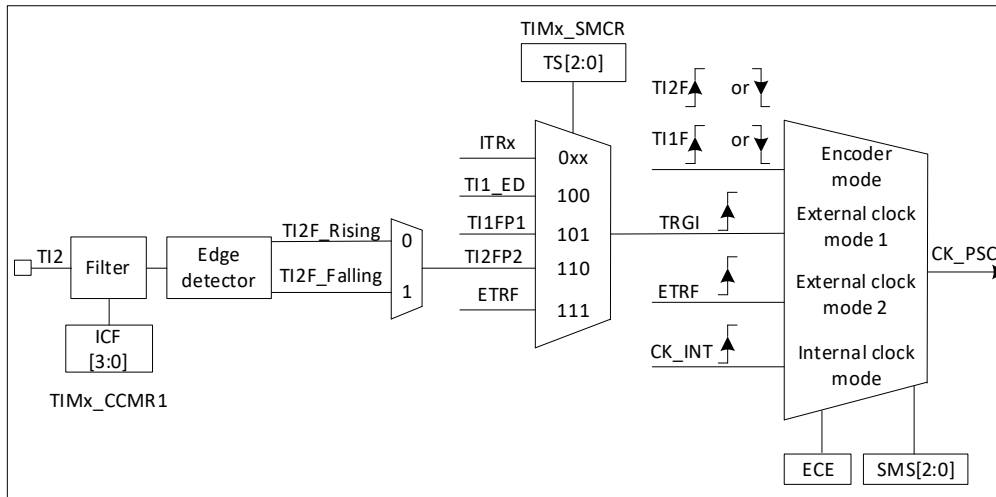 TIMx_SMCR
TS[2:0]
TI2F or
TI1F or
ITRx
0xx
Encoder
mode
TI1_ED
100
TI2F_Rising
0
TI1FP1
101
TRGI
External clock
mode 1
TI2
Filter
Edge
detector
TI2F_Falling
1
TI2FP2
110
CK_PSC
ETRF
111
ETRF
External clock
mode 2
ICF
[3:0]
TIMx_CCMR1
CK_INT
Internal clock
mode
ECE
SMS[2:0]